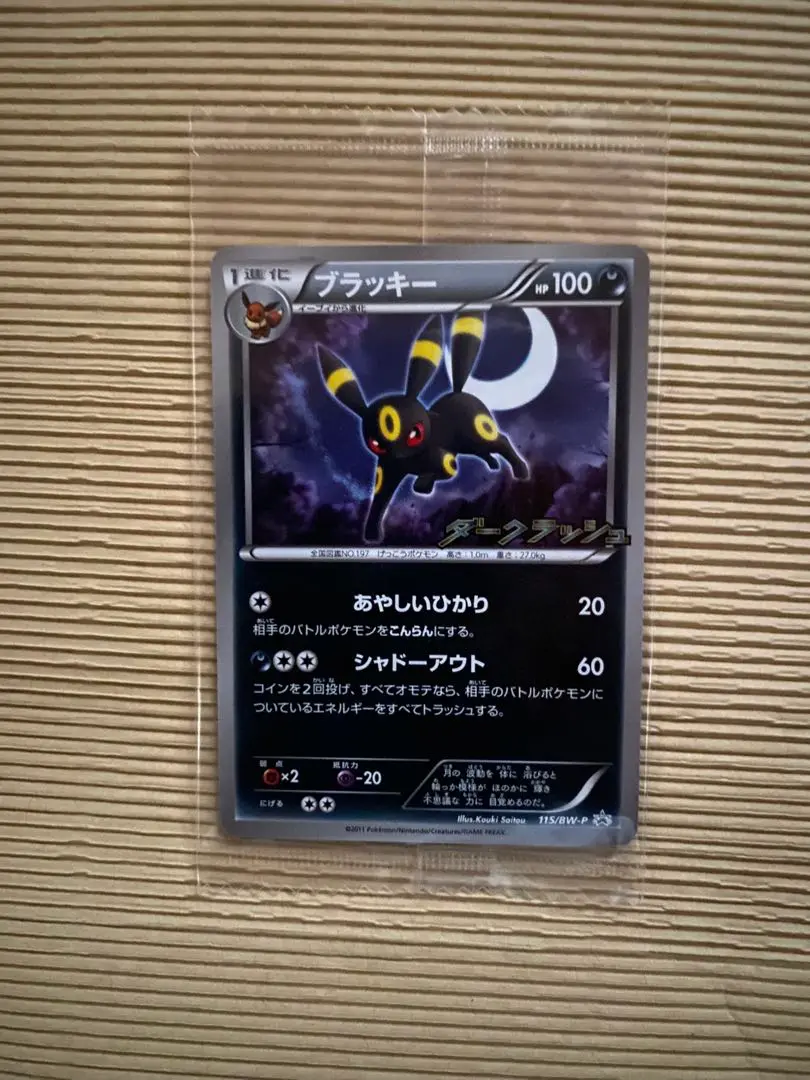 1進化 ブラッキー HP100
イーブイから進化
ダークラッシュ
全国図鑑NO.197 げっこうポケモン 高さ:1.0m 重さ:27.0kg
あやしいひかり 20
相手のバトルポケモンをこんらんにする。
シャドーアウト 60
コインを2回投げ、すべてオモテなら、相手のバトルポケモンに
ついているエネルギーをすべてトラッシュする。
弱点 抵抗力
×2 -20
にげる
月の 波動を 体に 浴びると
輪っか模様が ほのかに 輝き
不思議な 力に 目覚めるのだ。
Illus.Kouki Saitou 115/BW-P
©2011 Pokémon/Nintendo/Creatures/GAME FREAK.